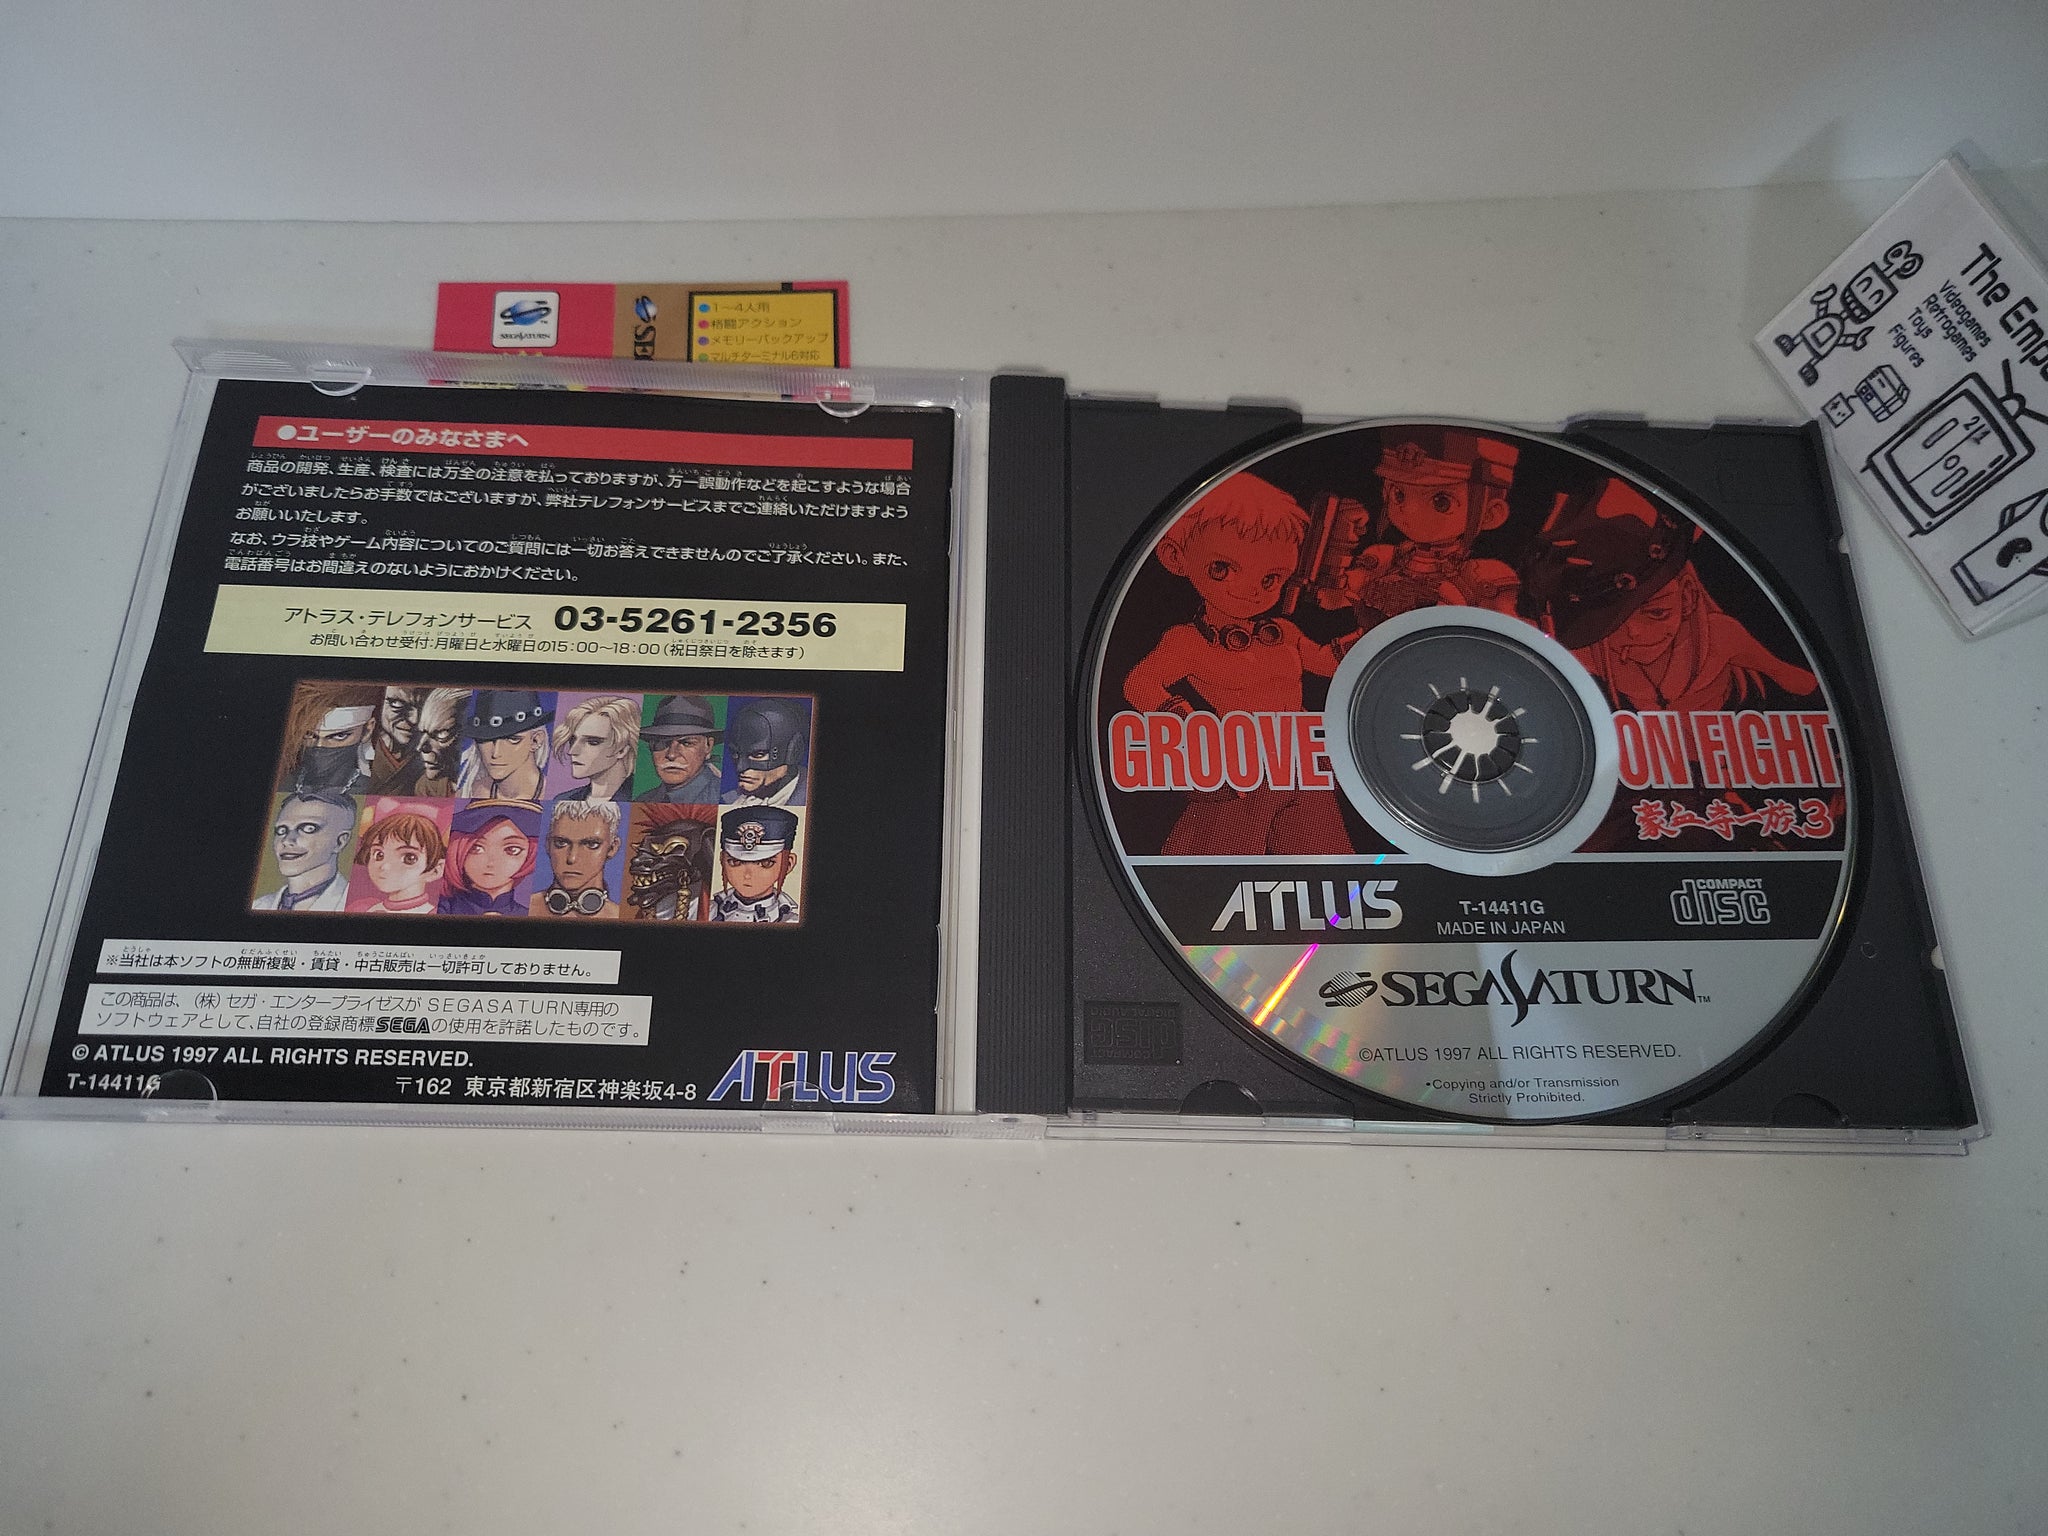 SEGASATURN
1〜4人用
格闘アクション
メモリーバックアップ
マルチターミナル6対応
●ユーザーのみなさまへ
商品の開発、生産、検査には万全の注意を払っておりますが、万一誤動作などを起こすような場合
がございましたらお手数ではございますが、弊社テレフォンサービスまでご連絡いただけますよう
お願いいたします。
なお、ウラ技やゲーム内容についてのご質問には一切お答えできませんのでご了承ください。また、
電話番号はお間違えのないようにおかけください。
アトラス・テレフォンサービス 03-5261-2356
お問い合わせ受付:月曜日と水曜日の15:00〜18:00(祝日祭日を除きます)
※当社は本ソフトの無断複製・賃貸・中古販売は一切許可しておりません。
この商品は、(株)セガ・エンタープライゼスが SEGASATURN専用の
ソフトウェアとして、自社の登録商標SEGAの使用を許諾したものです。
© ATLUS 1997 ALL RIGHTS RESERVED.
T-14411G
〒162 東京都新宿区神楽坂4-8 ATLUS
GROOVE ON FIGHT
豪血寺一族3
ATLUS
T-14411G
MADE IN JAPAN
COMPACT
disc
SEGASATURN™
©ATLUS 1997 ALL RIGHTS RESERVED.
•Copying and/or Transmission
Strictly Prohibited.
The
Videogames
Retrogames
Toys
Figures